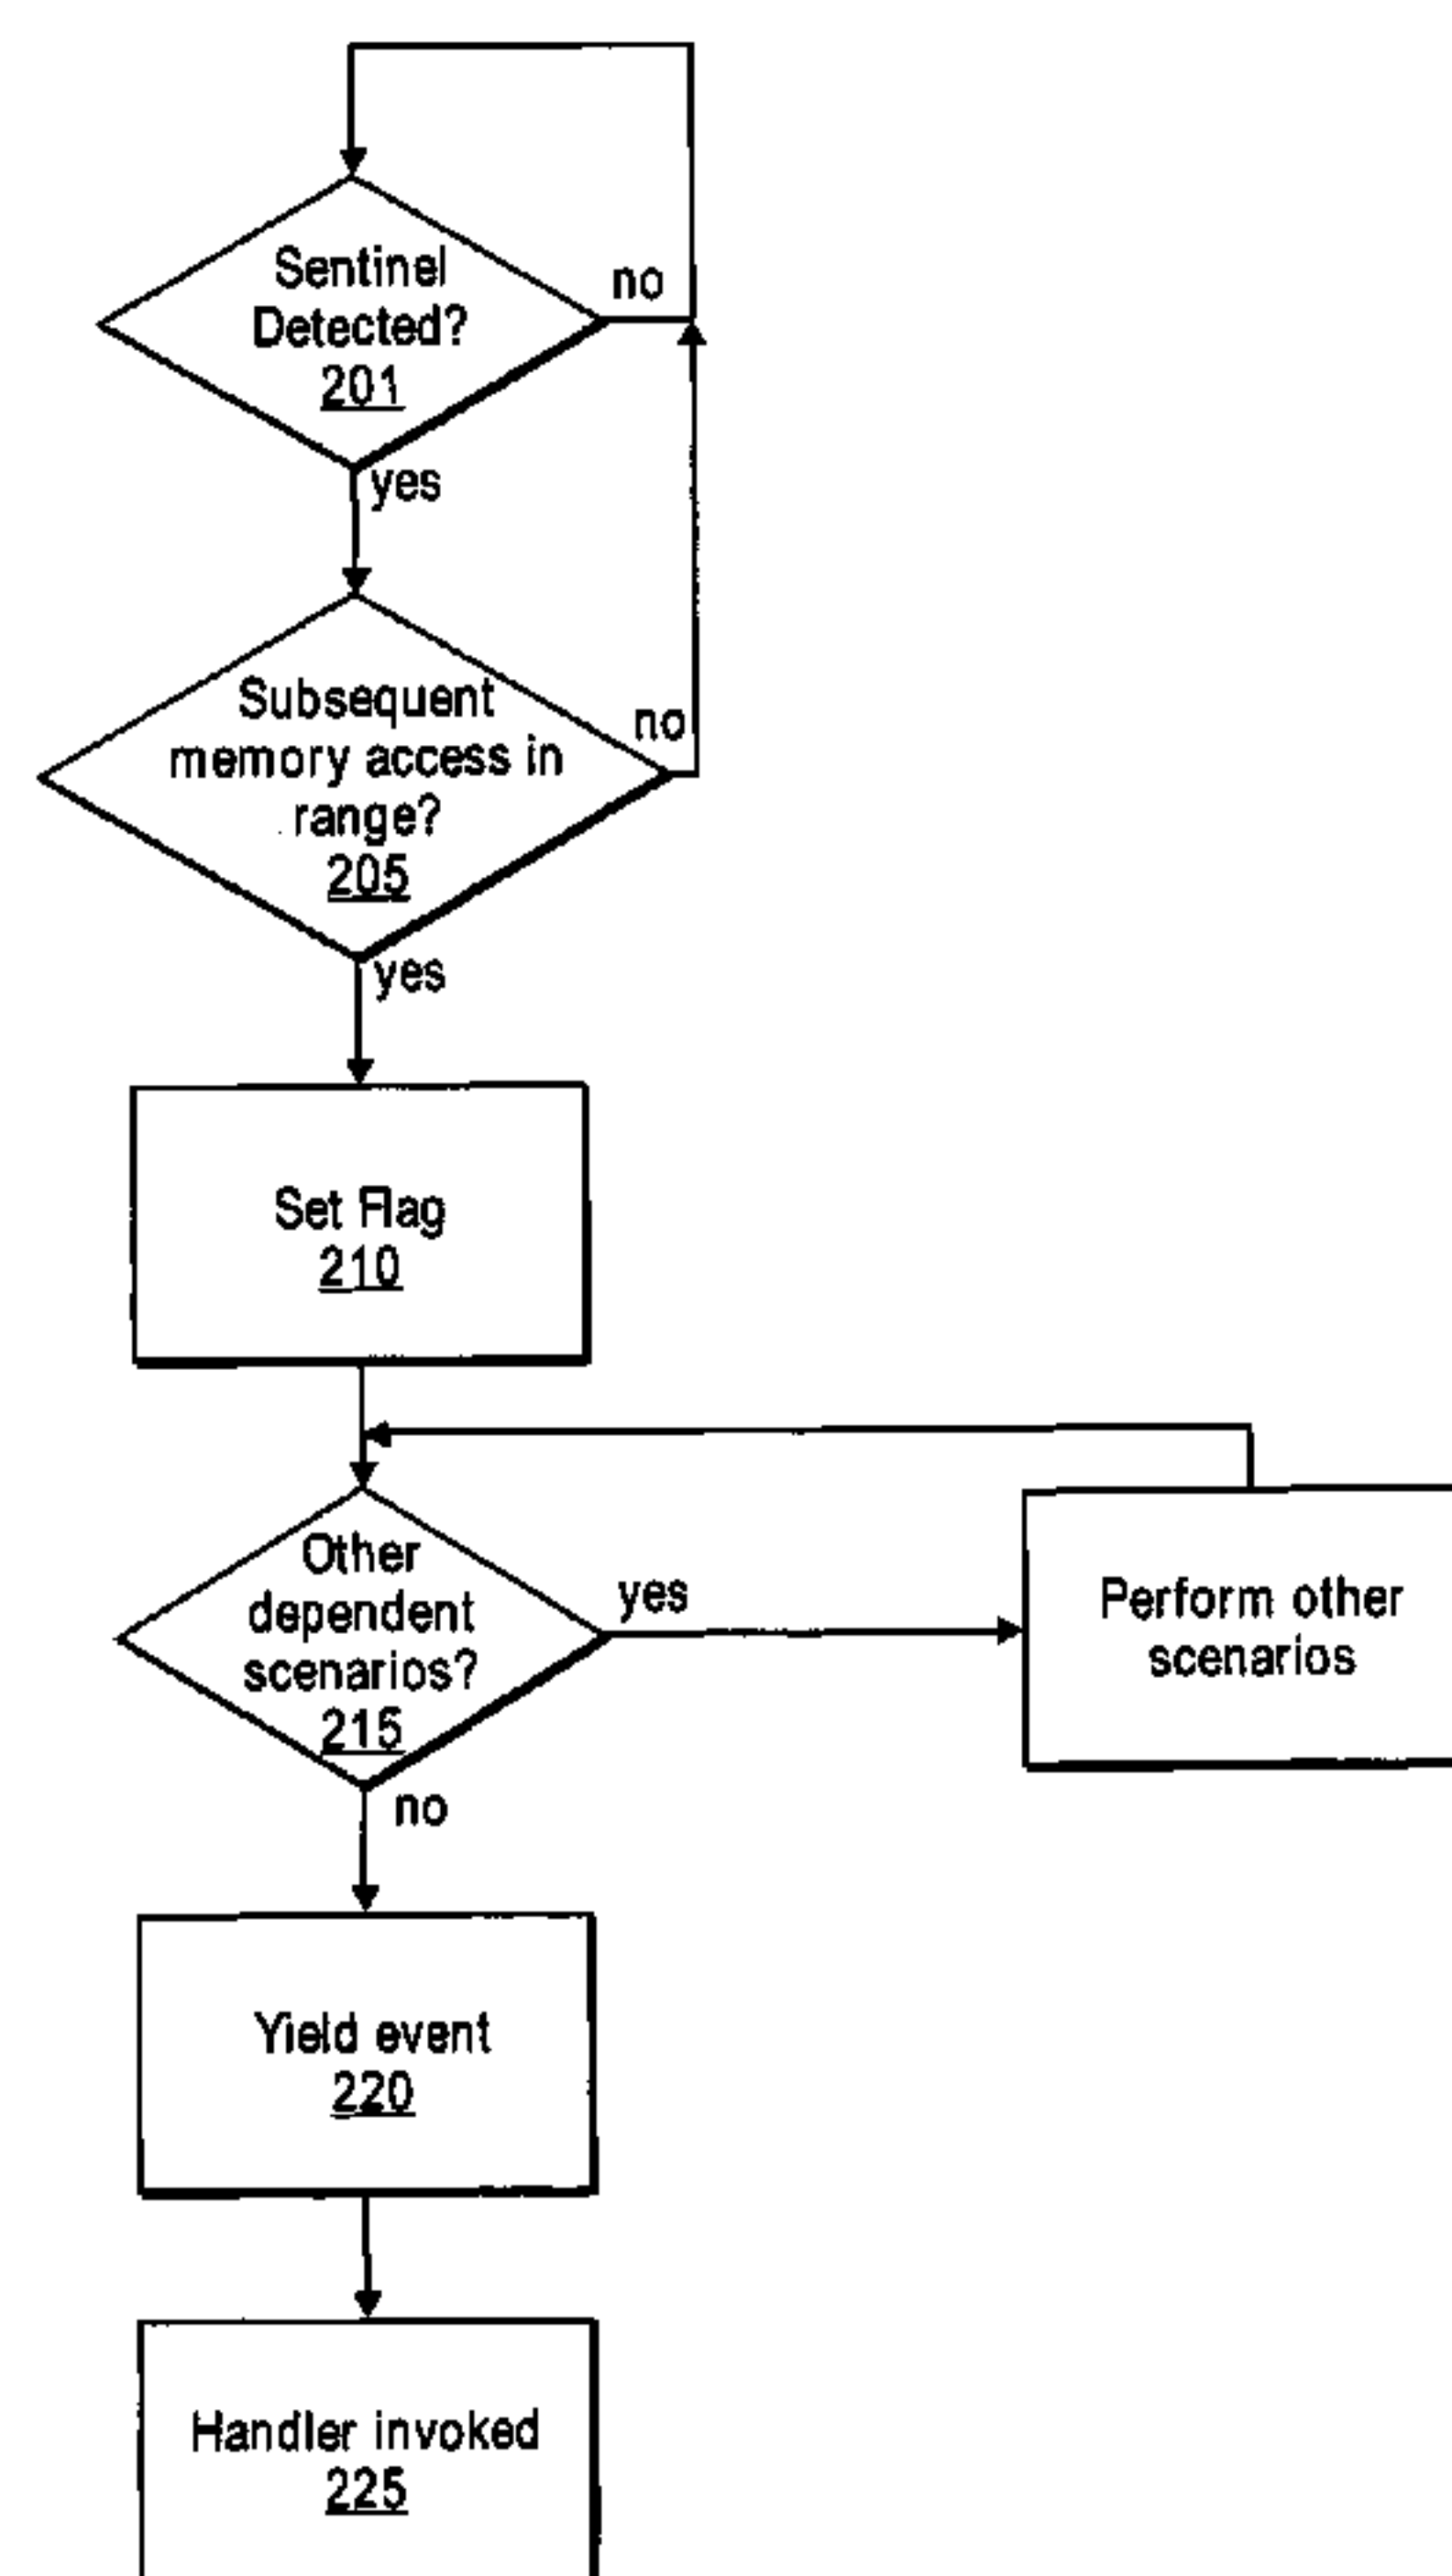 Sentinel
Detected?
201
no
yes
Subsequent
memory access in
range?
205
no
yes
Set Flag
210
Other
dependent
scenarios?
215
yes
Perform other
scenarios
no
Yield event
220
Handler invoked
225